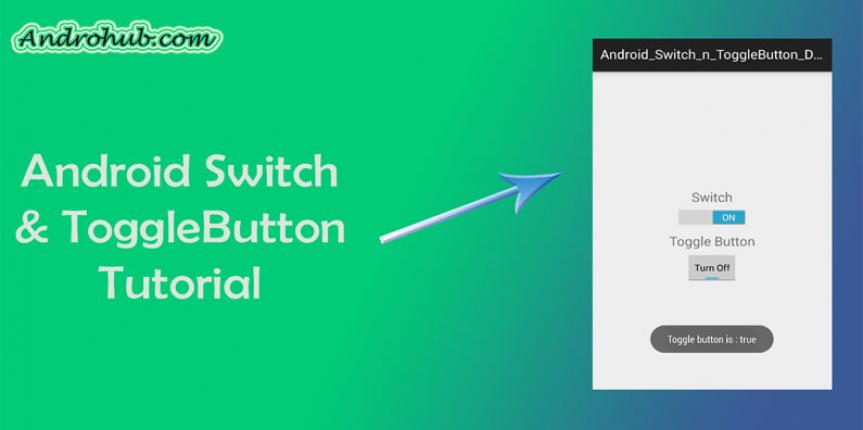 Androhub.com
Android Switch
& ToggleButton
Tutorial
Android_Switch_n_ToggleButton_D...
Switch
ON
Toggle Button
Turn Off
Toggle button is : true